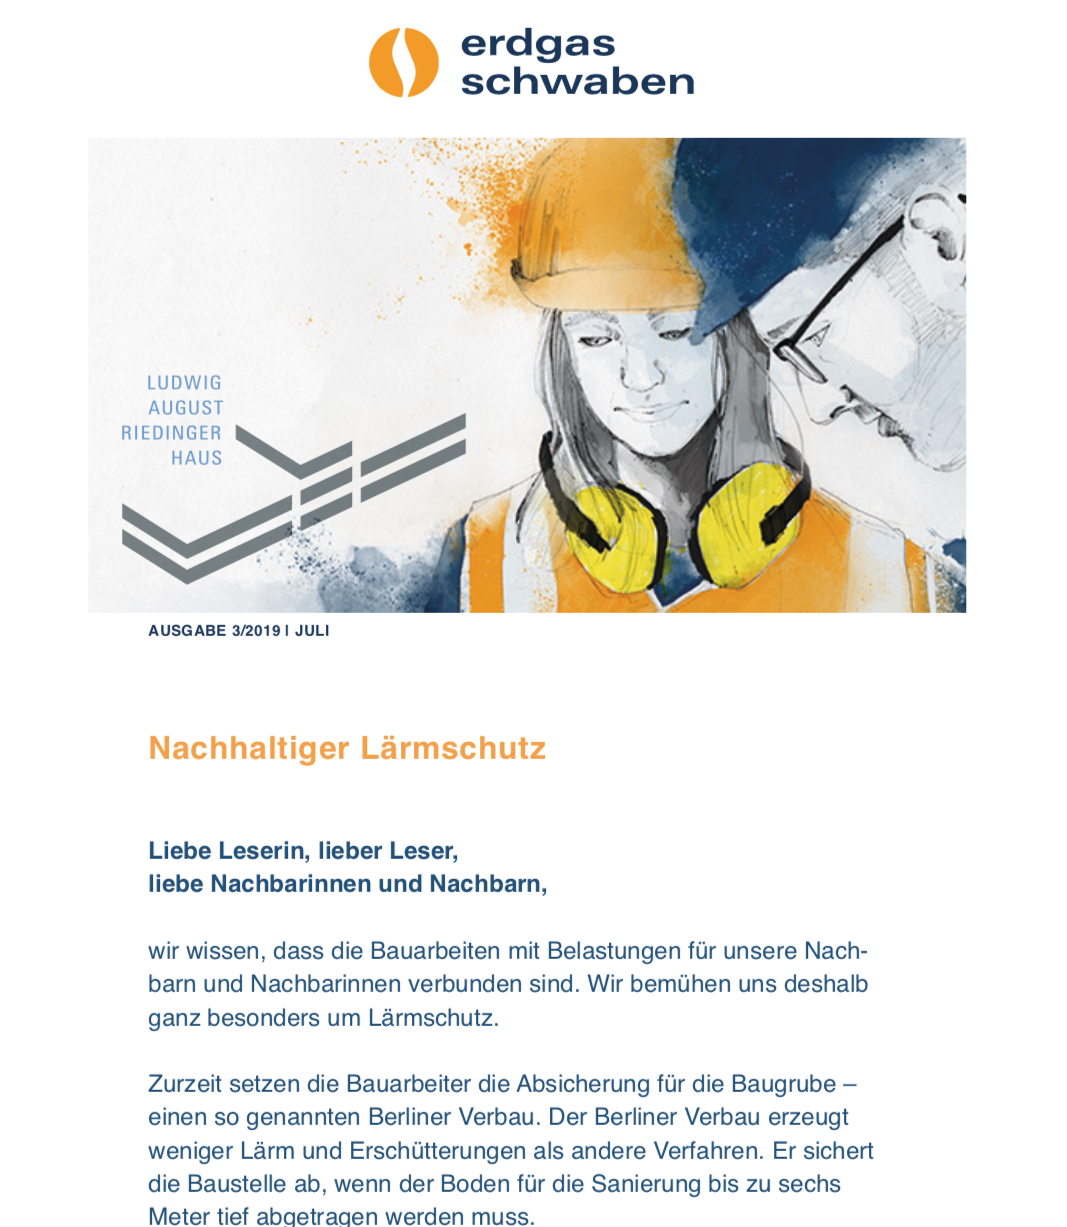 erdgas
schwaben
LUDWIG
AUGUST
RIEDINGER
HAUS
AUSGABE 3/2019 | JULI
Nachhaltiger Lärmschutz
Liebe Leserin, lieber Leser,
liebe Nachbarinnen und Nachbarn,
wir wissen, dass die Bauarbeiten mit Belastungen für unsere Nach-
barn und Nachbarinnen verbunden sind. Wir bemühen uns deshalb
ganz besonders um Lärmschutz.
Zurzeit setzen die Bauarbeiter die Absicherung für die Baugrube –
einen so genannten Berliner Verbau. Der Berliner Verbau erzeugt
weniger Lärm und Erschütterungen als andere Verfahren. Er sichert
die Baustelle ab, wenn der Boden für die Sanierung bis zu sechs
Meter tief abgetragen werden muss.